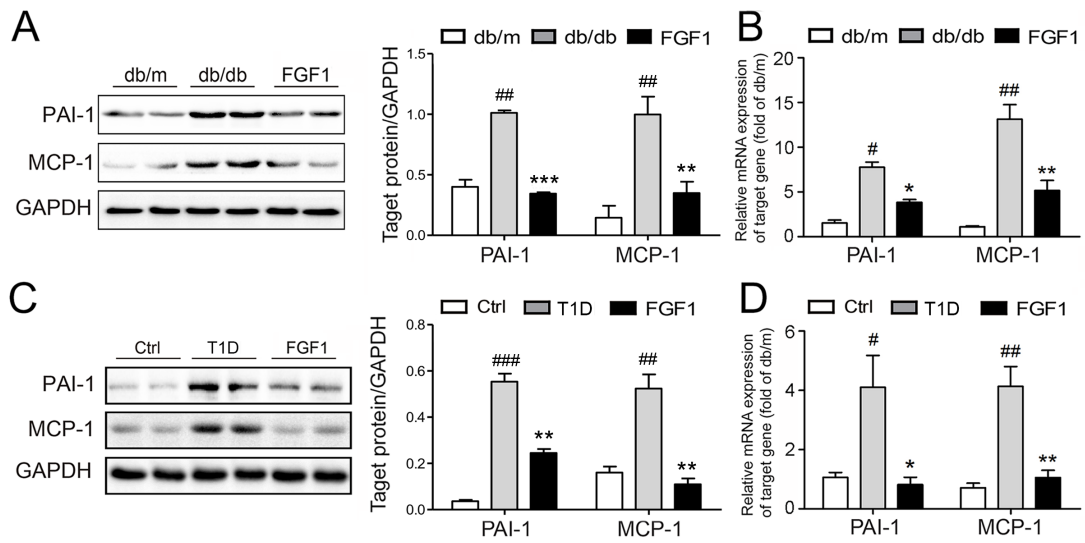 A
db/m db/db FGF1
PAI-1
MCP-1
GAPDH
db/m db/db FGF1
Taget protein/GAPDH
1.5
1.0
0.5
0.0
## *** ## **
PAI-1 MCP-1
B
db/m db/db FGF1
Relative mRNA expression
of target gene (fold of db/m)
20
15
10
5
0
# * ## **
PAI-1 MCP-1
C
Ctrl T1D FGF1
PAI-1
MCP-1
GAPDH
Ctrl T1D FGF1
Taget protein/GAPDH
0.8
0.6
0.4
0.2
0.0
### ** ## **
PAI-1 MCP-1
D
Ctrl T1D FGF1
Relative mRNA expression
of target gene (fold of db/m)
6
4
2
0
# * ## **
PAI-1 MCP-1